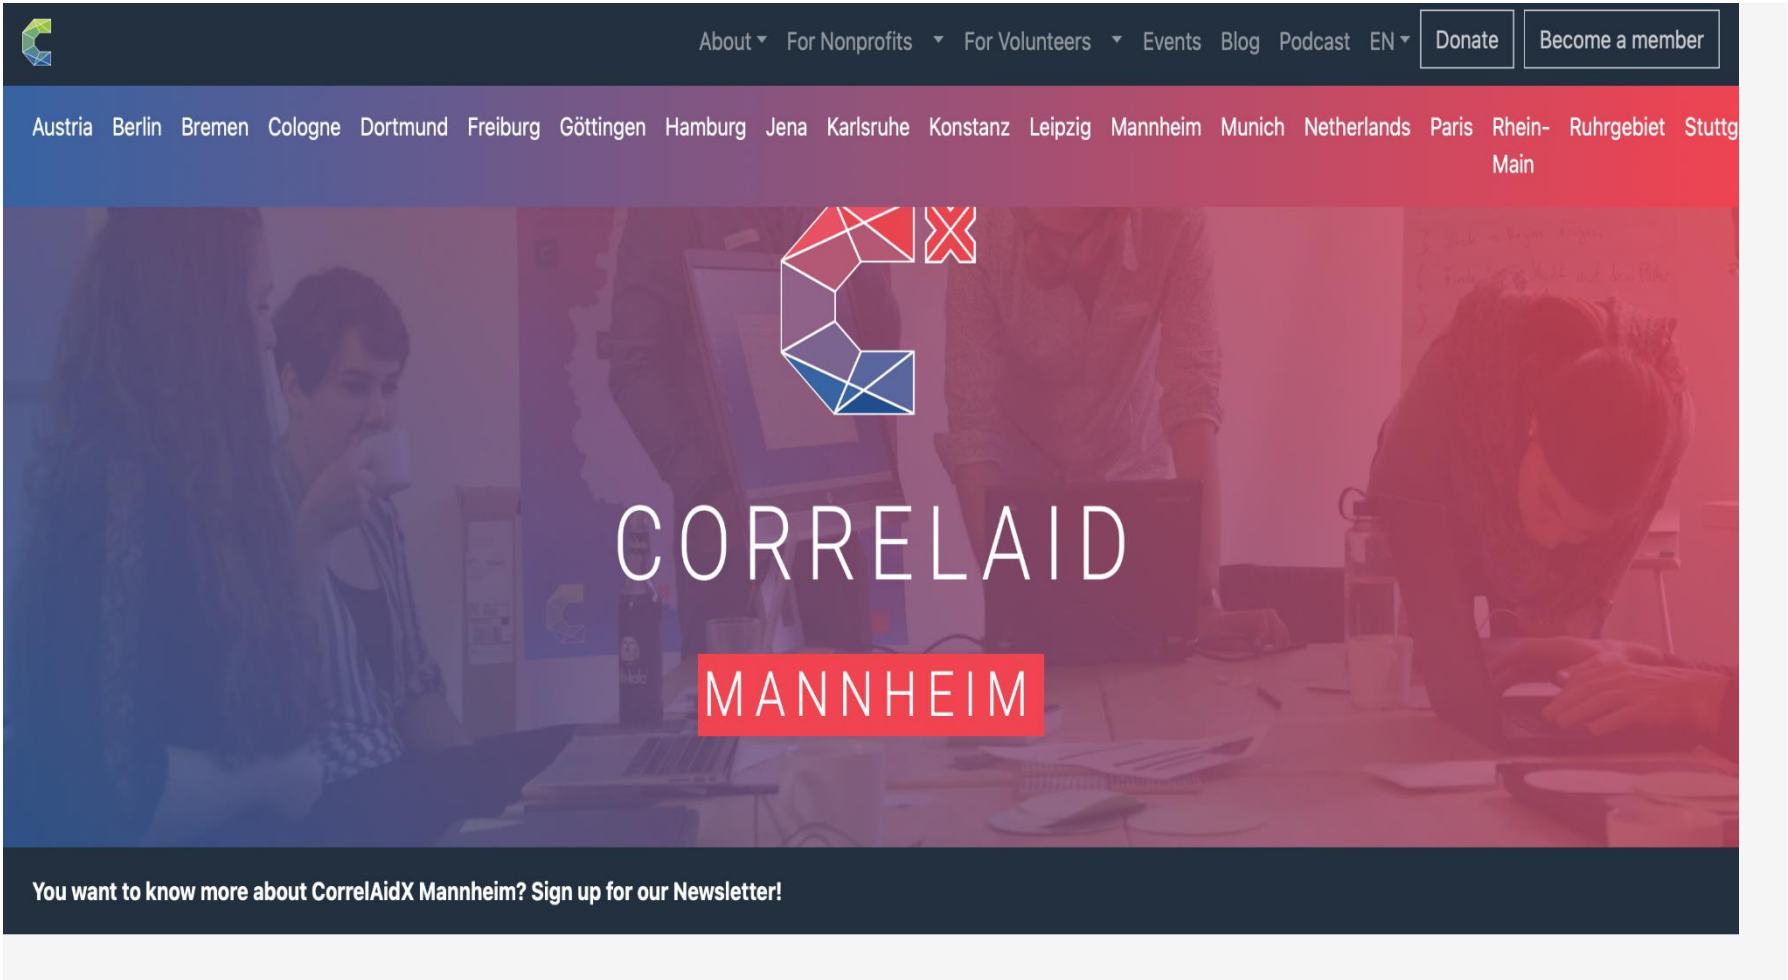 About For Nonprofits For Volunteers Events Blog Podcast EN Donate Become a member
Austria Berlin Bremen Cologne Dortmund Freiburg Göttingen Hamburg Jena Karlsruhe Konstanz Leipzig Mannheim Munich Netherlands Paris Rhein- Ruhrgebiet Stuttg
Main
X
CORRELAID
MANNHEIM
You want to know more about CorrelAidX Mannheim? Sign up for our Newsletter!